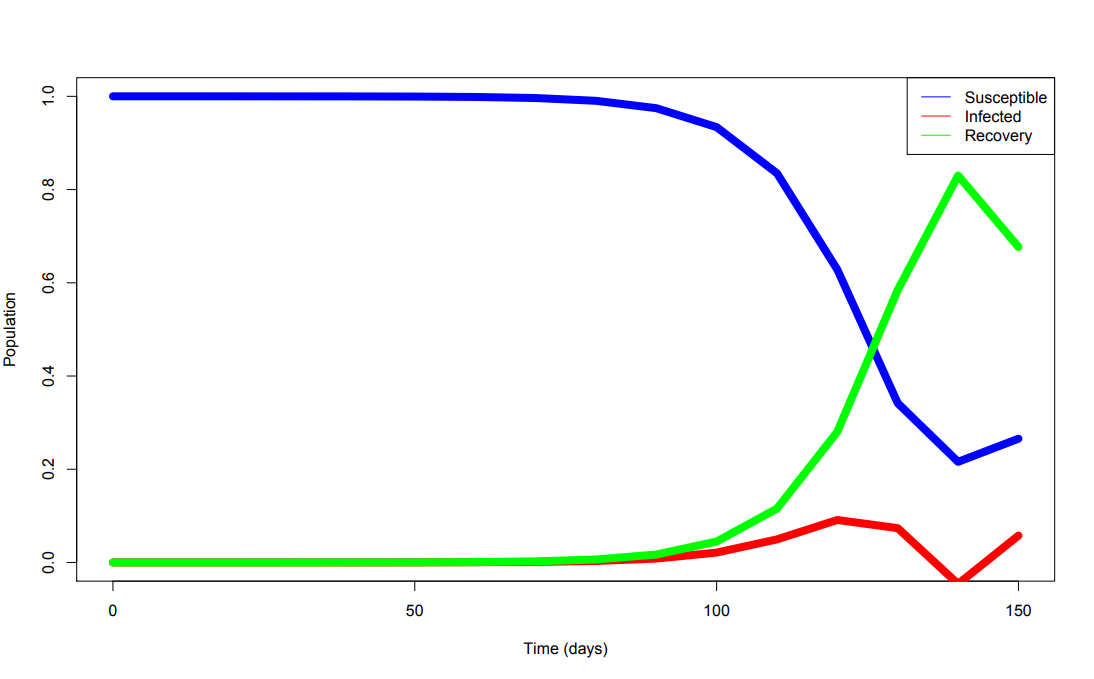 Susceptible
Infected
Recovery
1.0
0.8
0.6
0.4
0.2
0.0
Population
0 50 100 150
Time (days)